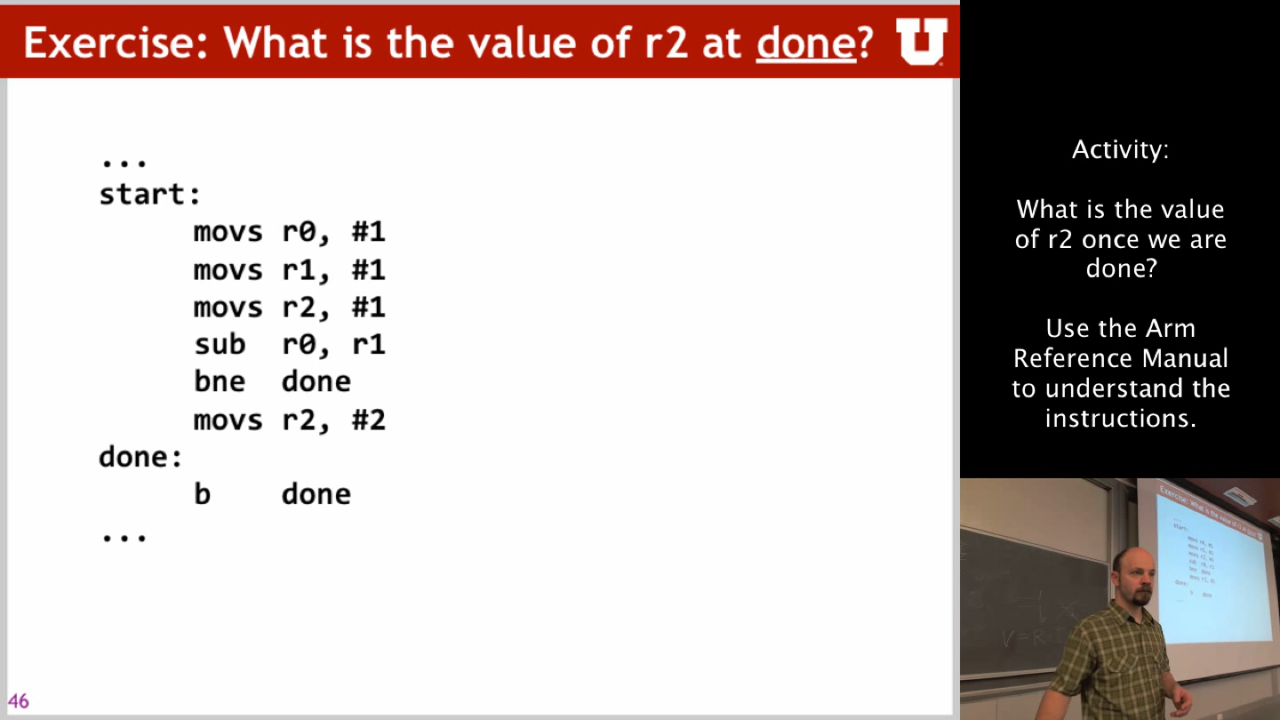 Exercise: What is the value of r2 at done?
U
...
start:
movs r0, #1
movs r1, #1
movs r2, #1
sub r0, r1
bne done
movs r2, #2
done:
b done
...
46
Activity:
What is the value
of r2 once we are
done?
Use the Arm
Reference Manual
to understand the
instructions.